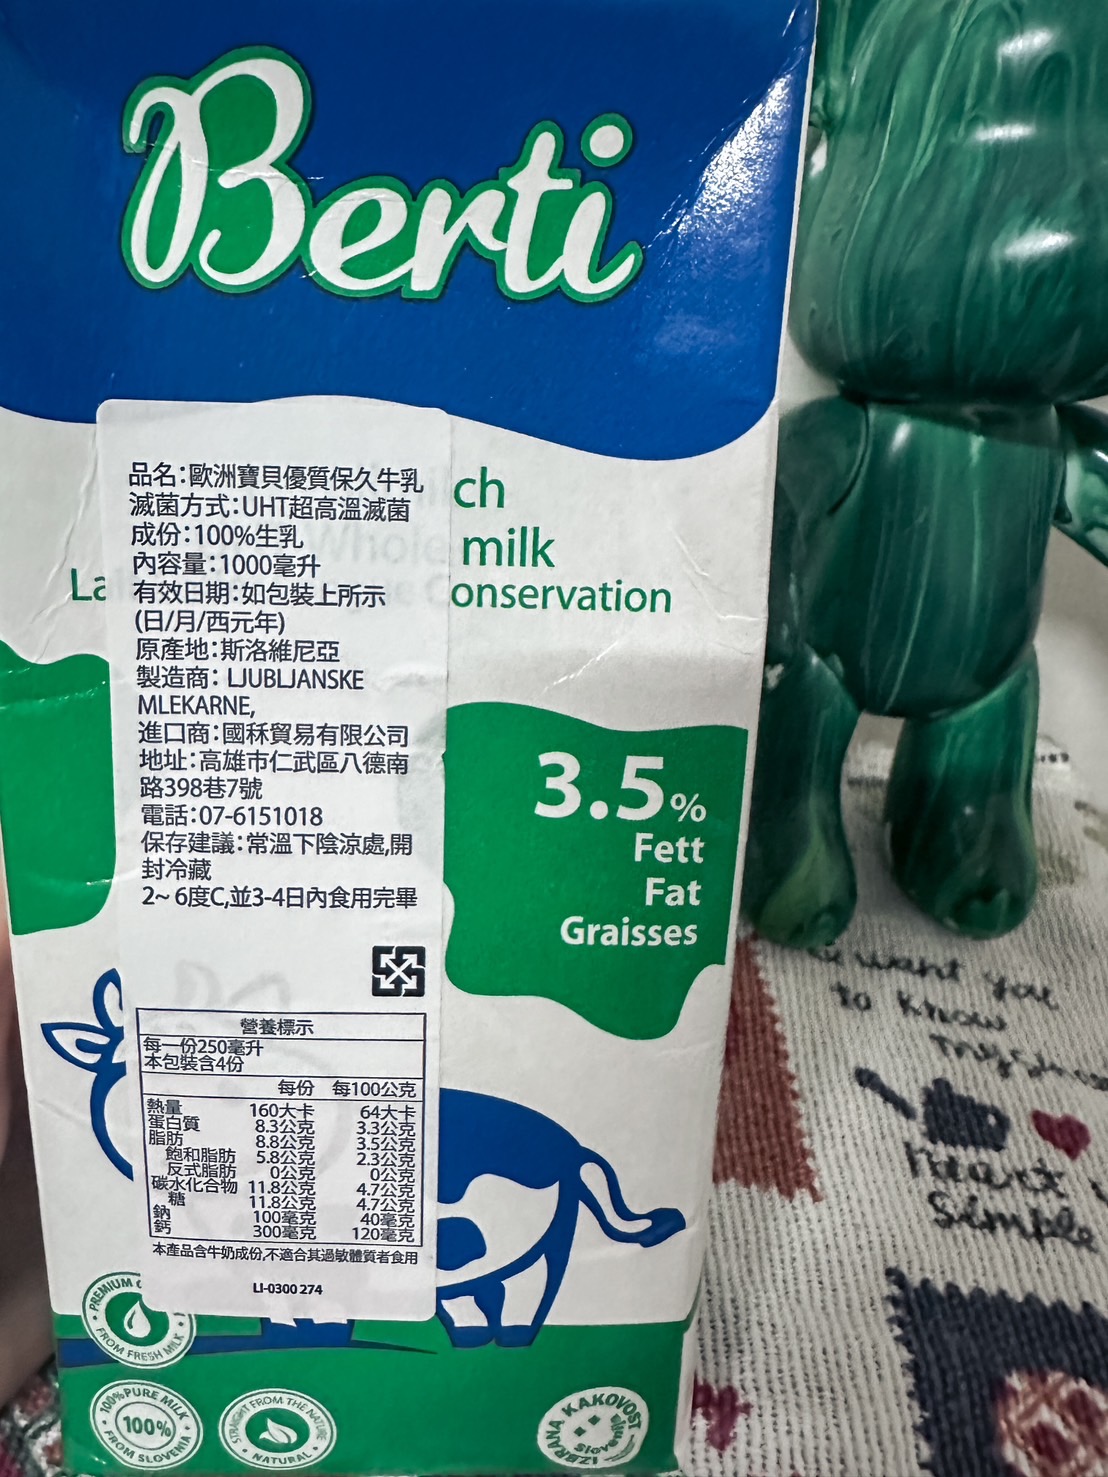 Berti
ch
milk
La
onservation
品名:歐洲寶貝優質保久牛乳
滅菌方式:UHT超高溫滅菌
成份:100%生乳
內容量:1000毫升
有效日期:如包裝上所示
(日/月/西元年)
原產地:斯洛維尼亞
製造商: LJUBLJANSKE
MLEKARNE,
進口商:國秝貿易有限公司
地址:高雄市仁武區八德南
路398巷7號
電話:07-6151018
保存建議:常溫下陰涼處,開
封冷藏
2~ 6度C,並3-4日內食用完畢
3.5%
Fett
Fat
Graisses
營養標示
每一份250毫升
本包裝含4份
每份 每100公克
熱量 160大卡 64大卡
蛋白質 8.3公克 3.3公克
脂肪 8.8公克 3.5公克
飽和脂肪 5.8公克 2.3公克
反式脂肪 0公克 0公克
碳水化合物 11.8公克 4.7公克
糖 11.8公克 4.7公克
鈉 100毫克 40毫克
鈣 300毫克 120毫克
本產品含牛奶成份,不適合其過敏體質者食用
LI-0300 274
PREMIUM
FROM FRESH MILK
100% PURE MILK
100%
FROM SLOVENIA
STRAIGHT FROM THE NATURE
NATURAL
IZBRANA KAKOVOST
Slovenija
want you
to know
heart
Simple